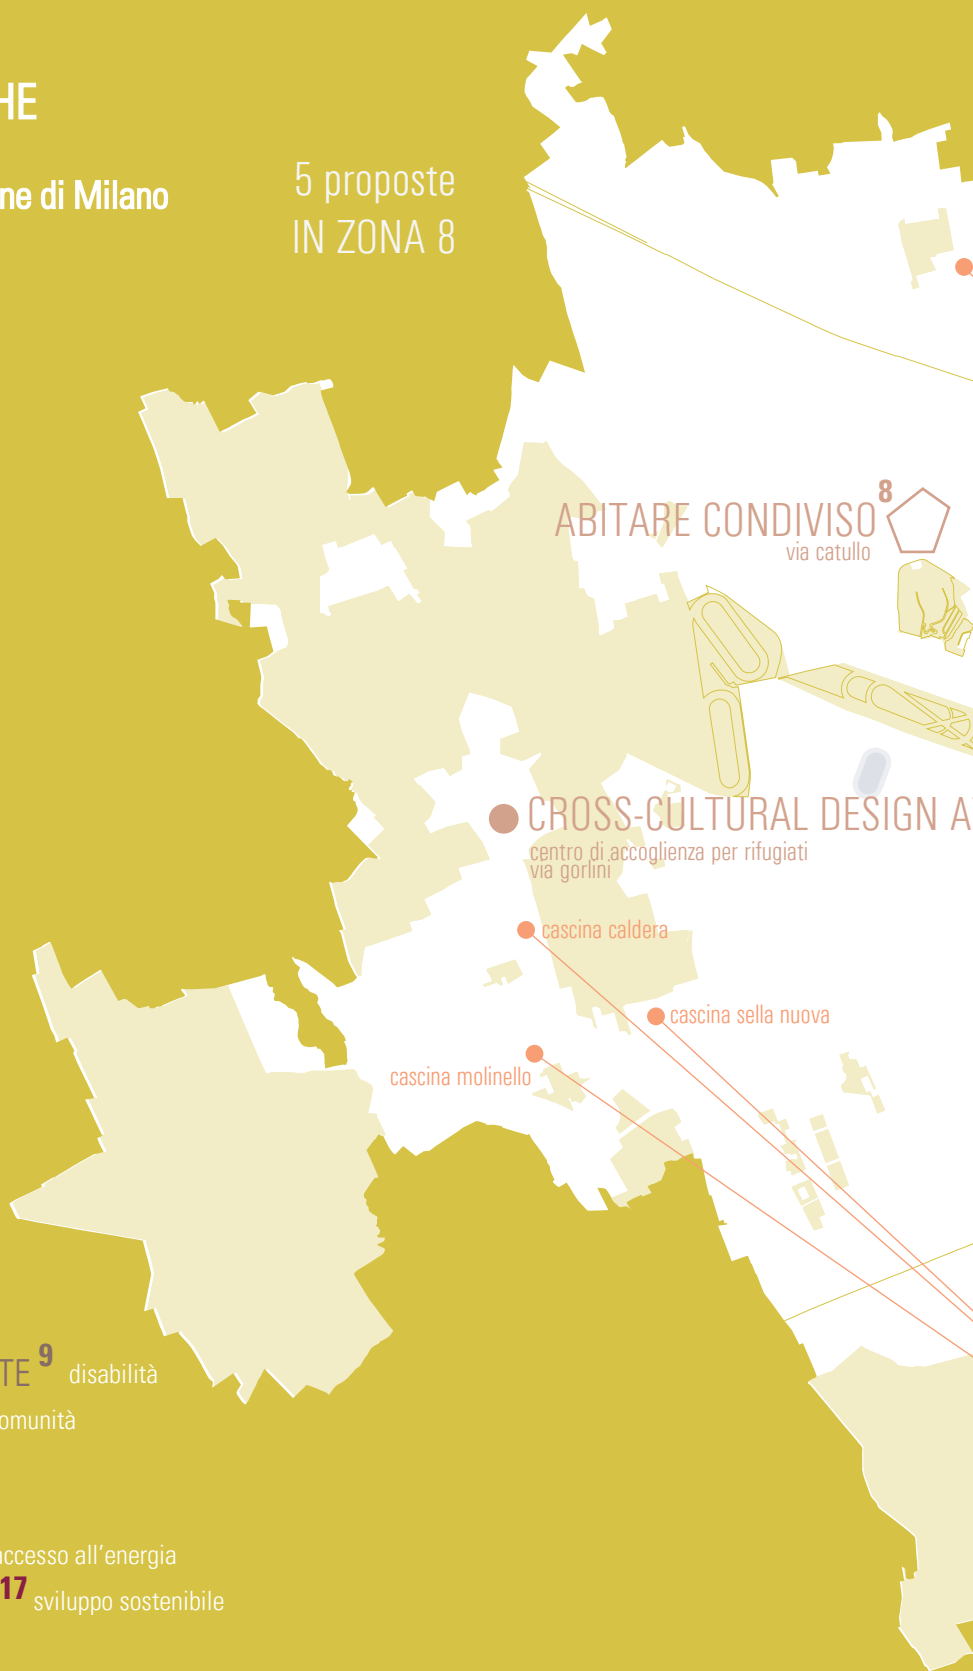 HE
ne di Milano
5 proposte
IN ZONA 8
ABITARE CONDIVISO 8
via catullo
CROSS-CULTURAL DESIGN A
centro di accoglienza per rifugiati
via gorlini
cascina caldera
cascina sella nuova
cascina molinello
TE 9 disabilità
omunità
accesso all'energia
17 sviluppo sostenibile